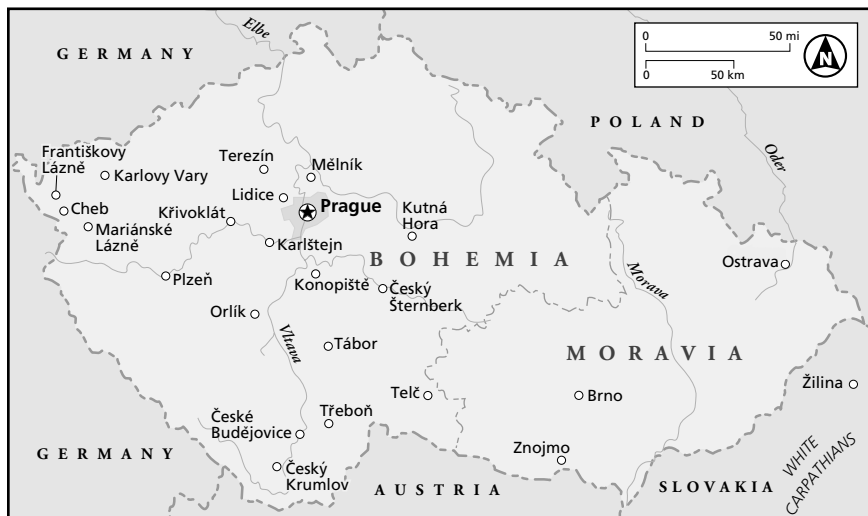 Elbe
GERMANY
0 50 mi
0 50 km
N
POLAND
Oder
Františkovy
Lázně
Karlovy Vary
Terezín
Mělník
Lidice
Cheb
Křivoklát
Prague
Kutná
Hora
Mariánské
Lázně
Karlštejn
BOHEMIA
Ostrava
Plzeň
Konopiště
Český
Šternberk
Morava
Orlík
Vltava
Tábor
MORAVIA
Telč
Brno
Žilina
České
Budějovice
Třeboň
Znojmo
GERMANY
Český
Krumlov
AUSTRIA
SLOVAKIA
WHITE
CARPATHIANS